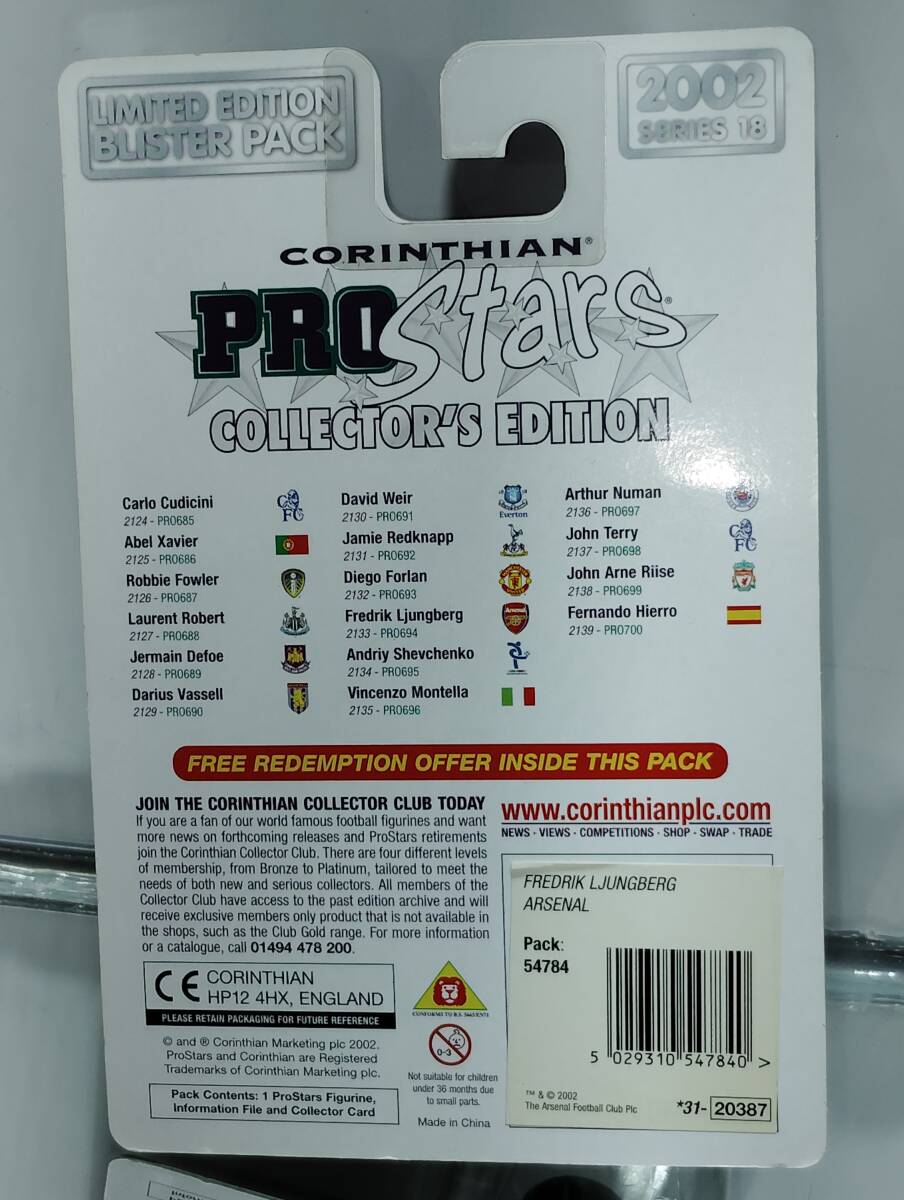 LIMITED EDITION
BLISTER PACK
2002
SERIES 18
CORINTHIAN®
PROStars®
COLLECTOR'S EDITION
Carlo Cudicini
2124 - PRO685
CFC
Abel Xavier
2125 - PRO686
Robbie Fowler
2126 - PRO687
Laurent Robert
2127 - PRO688
Jermain Defoe
2128 - PRO689
Darius Vassell
2129 - PRO690
David Weir
2130 - PRO691
Everton
Jamie Redknapp
2131 - PRO692
Diego Forlan
2132 - PRO693
Fredrik Ljungberg
2133 - PRO694
Arsenal
Andriy Shevchenko
2134 - PRO695
Vincenzo Montella
2135 - PRO696
Arthur Numan
2136 - PRO697
John Terry
2137 - PRO698
CFC
John Arne Riise
2138 - PRO699
Fernando Hierro
2139 - PRO700
FREE REDEMPTION OFFER INSIDE THIS PACK
JOIN THE CORINTHIAN COLLECTOR CLUB TODAY
If you are a fan of our world famous football figurines and want
more news on forthcoming releases and ProStars retirements
join the Corinthian Collector Club. There are four different levels
of membership, from Bronze to Platinum, tailored to meet the
needs of both new and serious collectors. All members of the
Collector Club have access to the past edition archive and will
receive exclusive members only product that is not available in
the shops, such as the Club Gold range. For more information
or a catalogue, call 01494 478 200.
www.corinthianplc.com
NEWS - VIEWS - COMPETITIONS - SHOP - SWAP - TRADE
FREDRIK LJUNGBERG
ARSENAL
Pack:
54784
5 029310 547840 >
™ & © 2002
The Arsenal Football Club Plc
*31- 20387
CE CORINTHIAN
HP12 4HX, ENGLAND
PLEASE RETAIN PACKAGING FOR FUTURE REFERENCE
© and ® Corinthian Marketing plc 2002.
ProStars and Corinthian are Registered
Trademarks of Corinthian Marketing plc.
Pack Contents: 1 ProStars Figurine,
Information File and Collector Card
CONFORMS TO B.S. 5665/EN71
0-3
Not suitable for children
under 36 months due
to small parts.
Made in China